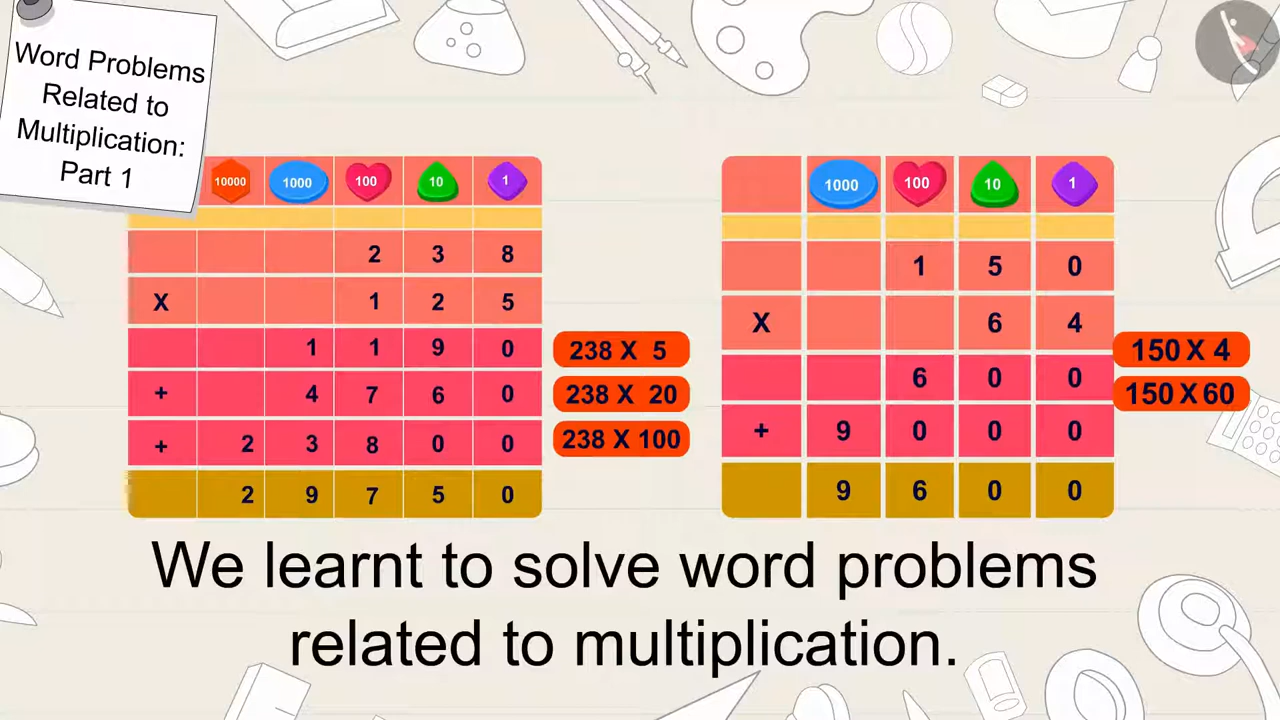 Word Problems
Related to
Multiplication:
Part 1
10000 1000 100 10 1
2 3 8
X 1 2 5
1 1 9 0
+ 4 7 6 0
+ 2 3 8 0 0
2 9 7 5 0
238 X 5
238 X 20
238 X 100
1000 100 10 1
1 5 0
X 6 4
6 0 0
+ 9 0 0 0
9 6 0 0
150 X 4
150 X 60
We learnt to solve word problems
related to multiplication.